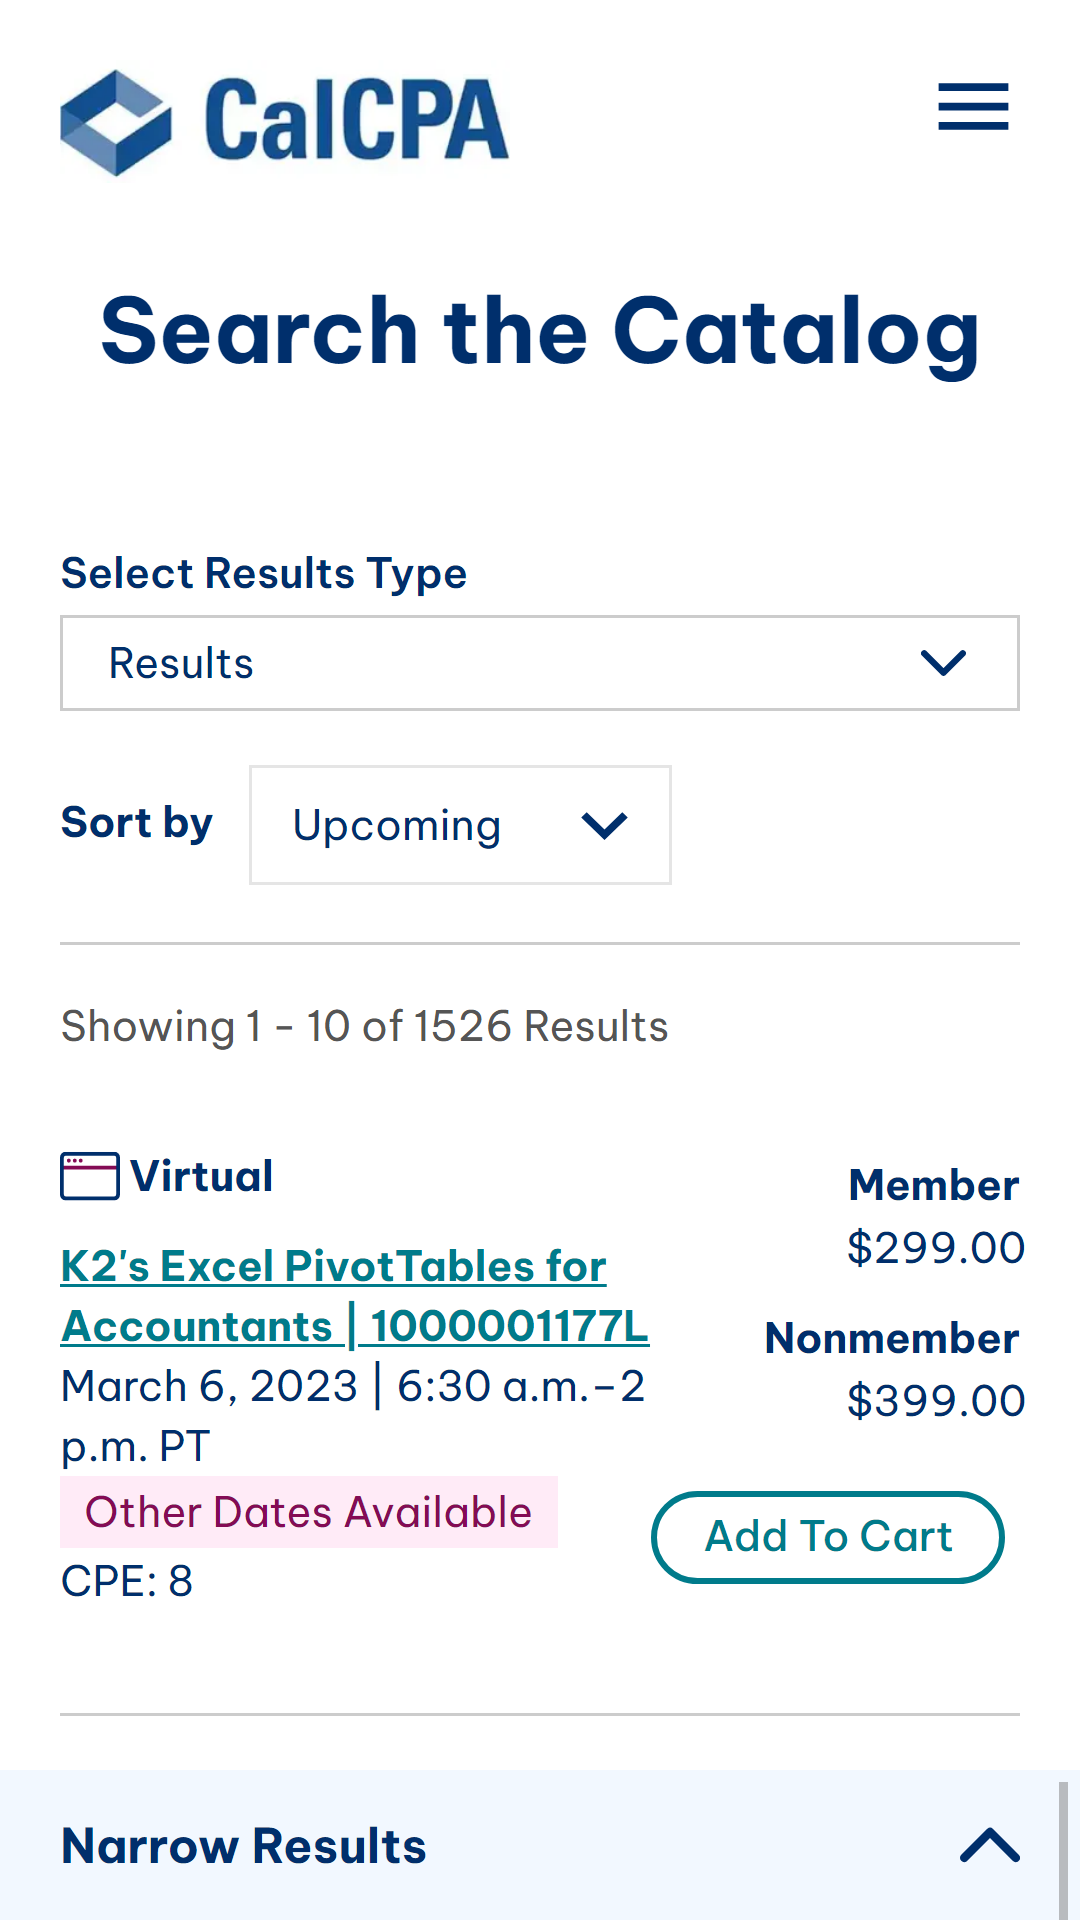 CalCPA
Search the Catalog
Select Results Type
Results
Sort by
Upcoming
Showing 1 - 10 of 1526 Results
Virtual
K2's Excel PivotTables for
Accountants | 1000001177L
March 6, 2023 | 6:30 a.m.–2
p.m. PT
Other Dates Available
CPE: 8
Member
$299.00
Nonmember
$399.00
Add To Cart
Narrow Results